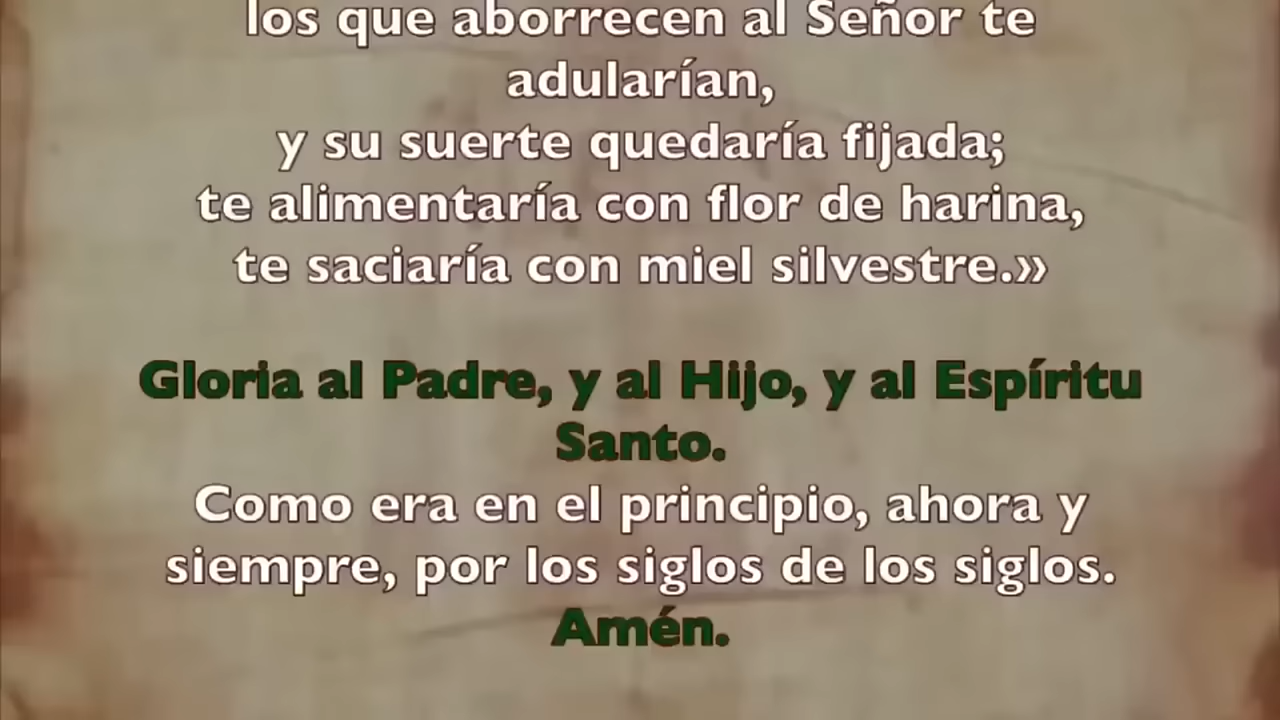 los que aborrecen al Señor te
adularían,
y su suerte quedaría fijada;
te alimentaría con flor de harina,
te saciaría con miel silvestre.»
Gloria al Padre, y al Hijo, y al Espíritu
Santo.
Como era en el principio, ahora y
siempre, por los siglos de los siglos.
Amén.